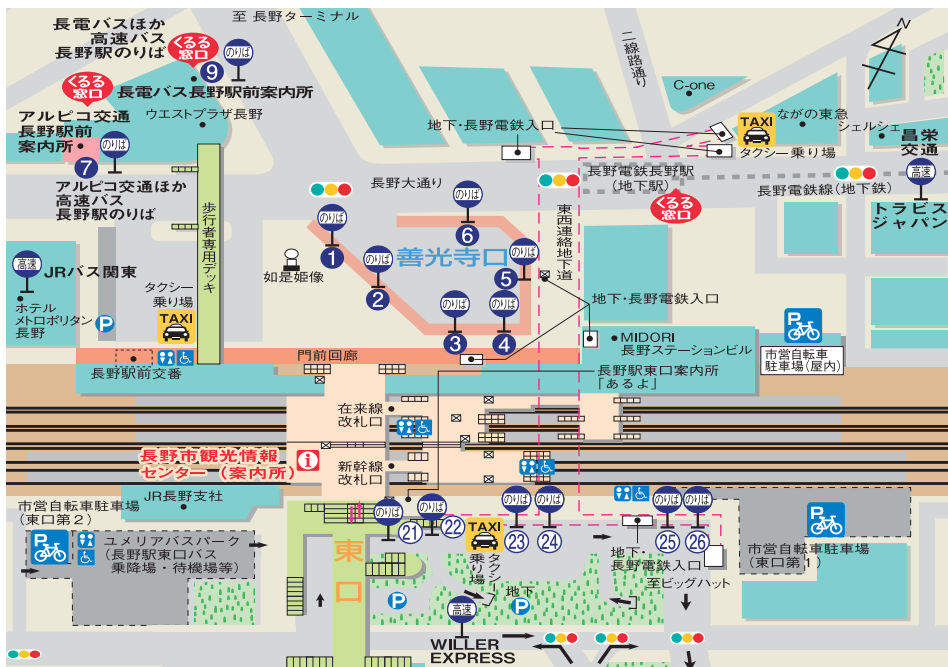 至 長野ターミナル
長電バスほか
高速バス
長野駅のりば
くるる
窓口
のりば
9
長電バス長野駅前案内所
くるる
窓口
アルピコ交通
長野駅前
案内所
7
のりば
ウエストプラザ長野
アルピコ交通ほか
高速バス
長野駅のりば
二線路通り
N
C-one
TAXI
ながの東急
シェルシェ
タクシー乗り場
地下・長野電鉄入口
昌栄
交通
高速
トラビス
ジャパン
長野大通り
長野電鉄長野駅
(地下駅)
長野電鉄線(地下鉄)
くるる
窓口
歩行者専用デッキ
のりば
1
のりば
2
のりば
3
のりば
4
のりば
5
のりば
6
善光寺口
東西連絡地下道
如是姫像
高速
JRバス関東
ホテル
メトロポリタン
長野
P
タクシー
乗り場
TAXI
地下・長野電鉄入口
MIDORI
長野ステーションビル
P
市営自転車
駐車場(屋内)
門前回廊
長野駅前交番
長野駅東口案内所
「あるよ」
在来線
改札口
長野市観光情報
センター（案内所）
i
新幹線
改札口
JR長野支社
市営自転車駐車場
(東口第2)
P
ユメリアバスパーク
(長野駅東口バス
乗降場・待機場等)
東口
のりば
21
のりば
22
TAXI
タクシー
乗り場
のりば
23
のりば
24
のりば
25
のりば
26
地下・
長野電鉄入口
至ビッグハット
P
市営自転車駐車場
(東口第1)
P
地下
P
高速
WILLER
EXPRESS